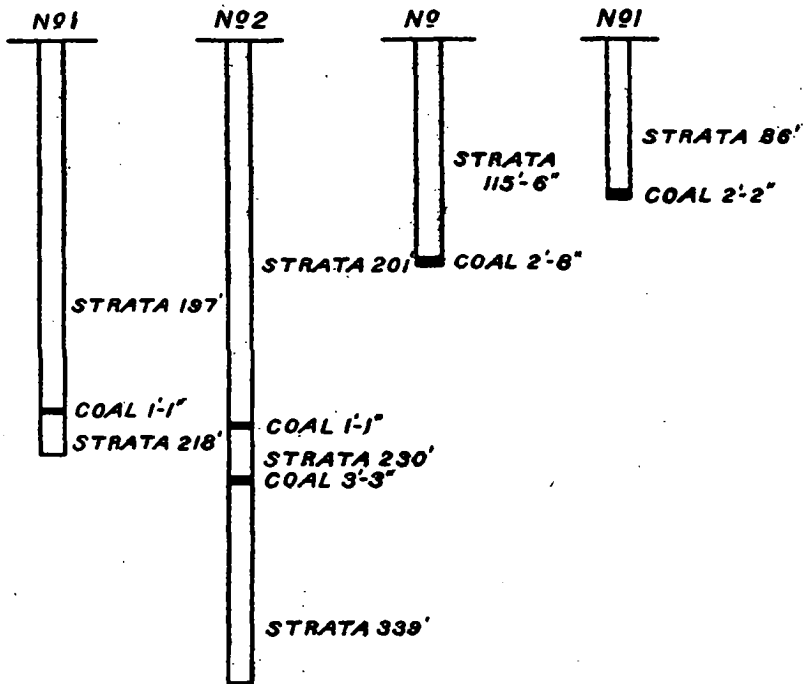 Nº1
STRATA 197'
COAL 1'-1"
STRATA 218'
Nº2
STRATA 201'
COAL 1'-1"
STRATA 230'
COAL 3'-3"
STRATA 339'
Nº
STRATA
115'-6"
COAL 2'-8"
Nº1
STRATA 86'
COAL 2'-2"